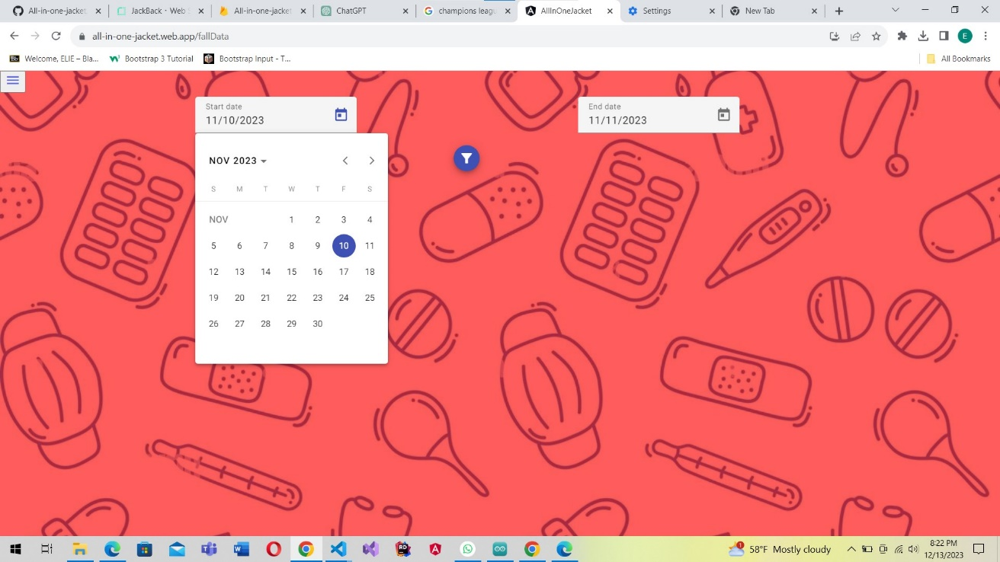 All-in-one-jacket
JackBack - Web
All-in-one-jacket
ChatGPT
champions leagu
AllInOneJacket
Settings
New Tab
all-in-one-jacket.web.app/fallData
E
Bb
Welcome, ELIE – Bla...
Bootstrap 3 Tutorial
Bootstrap Input - T...
All Bookmarks
Start date
11/10/2023
End date
11/11/2023
NOV 2023
S M T W T F S
NOV 1 2 3 4
5 6 7 8 9 10 11
12 13 14 15 16 17 18
19 20 21 22 23 24 25
26 27 28 29 30
1
58°F Mostly cloudy
8:22 PM
12/13/2023